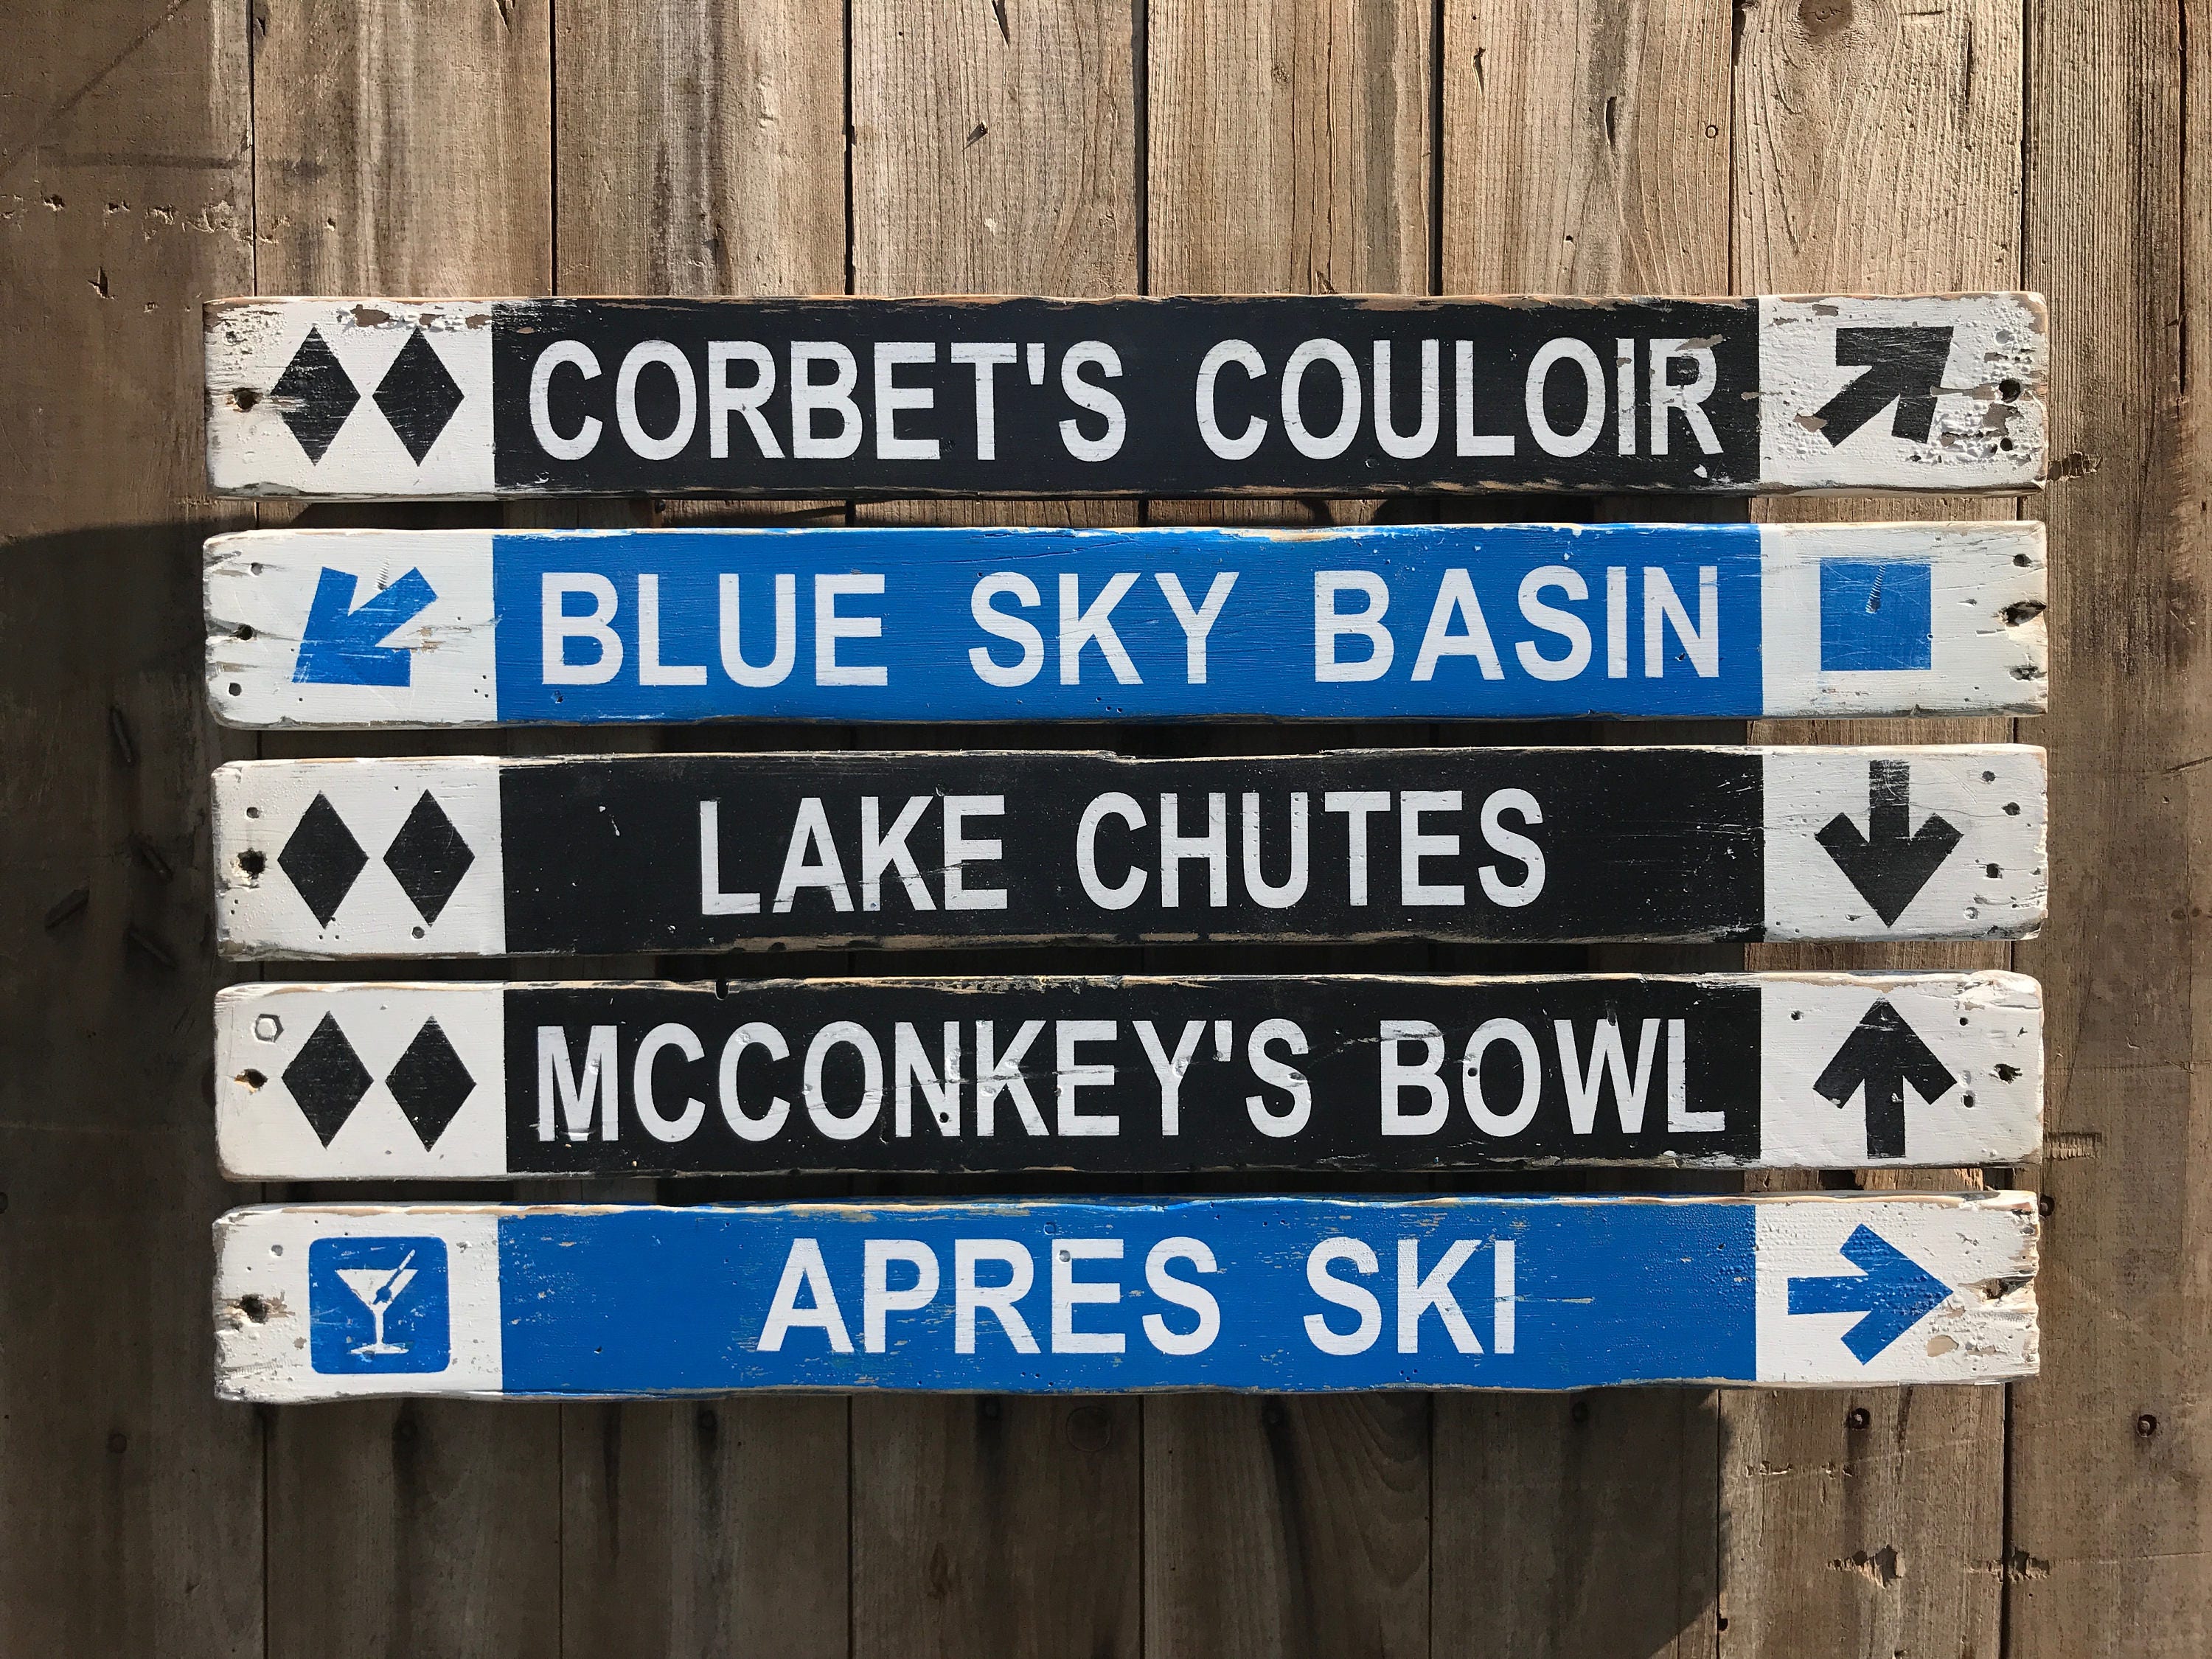 CORBET'S COULOIR
BLUE SKY BASIN
LAKE CHUTES
MCCONKEY'S BOWL
APRES SKI